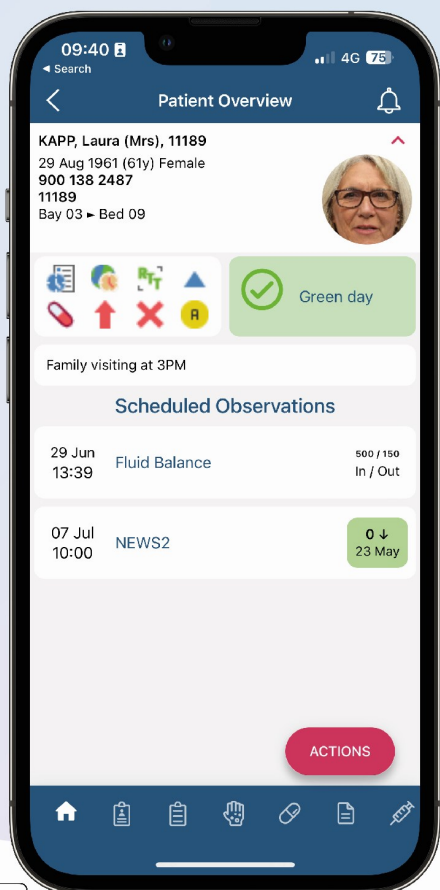 09:40
4G 75
◄ Search
Patient Overview
KAPP, Laura (Mrs), 11189
29 Aug 1961 (61y) Female
900 138 2487
11189
Bay 03 ► Bed 09
RTT
A
Green day
Family visiting at 3PM
Scheduled Observations
29 Jun
13:39
Fluid Balance
500 / 150
In / Out
07 Jul
10:00
NEWS2
0 ↓
23 May
ACTIONS